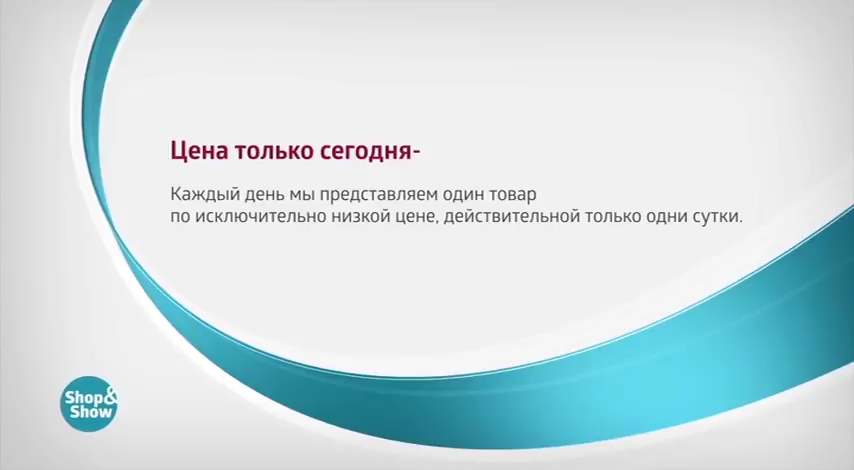 Цена только сегодня-
Каждый день мы представляем один товар
по исключительно низкой цене, действительной только одни сутки.
Shop&
Show